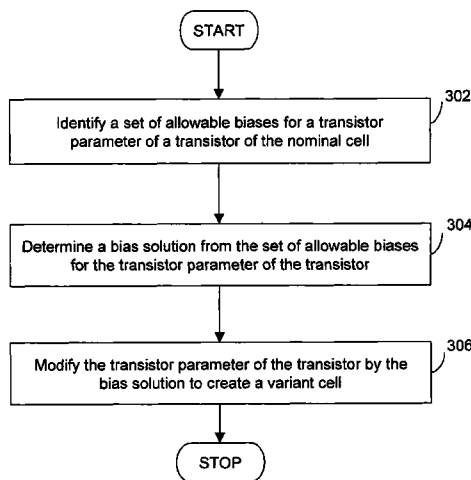 START
302
Identify a set of allowable biases for a transistor
parameter of a transistor of the nominal cell
304
Determine a bias solution from the set of allowable biases
for the transistor parameter of the transistor
306
Modify the transistor parameter of the transistor by the
bias solution to create a variant cell
STOP